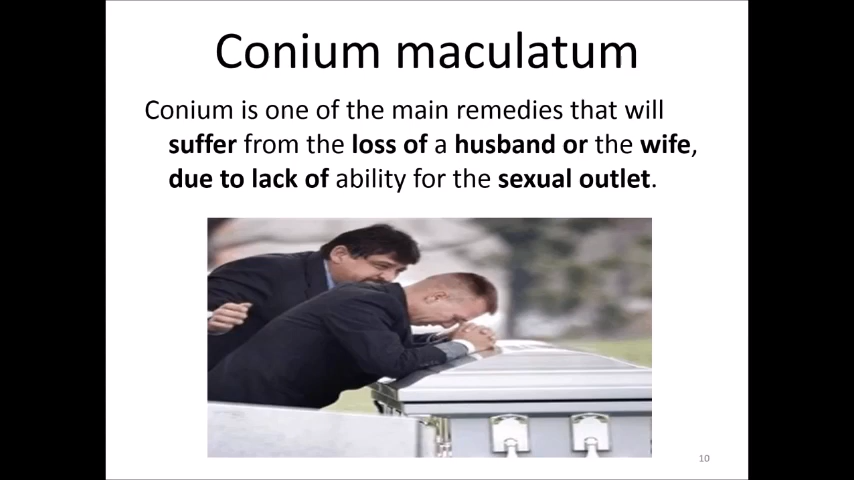 Conium maculatum
Conium is one of the main remedies that will
suffer from the loss of a husband or the wife,
due to lack of ability for the sexual outlet.
10